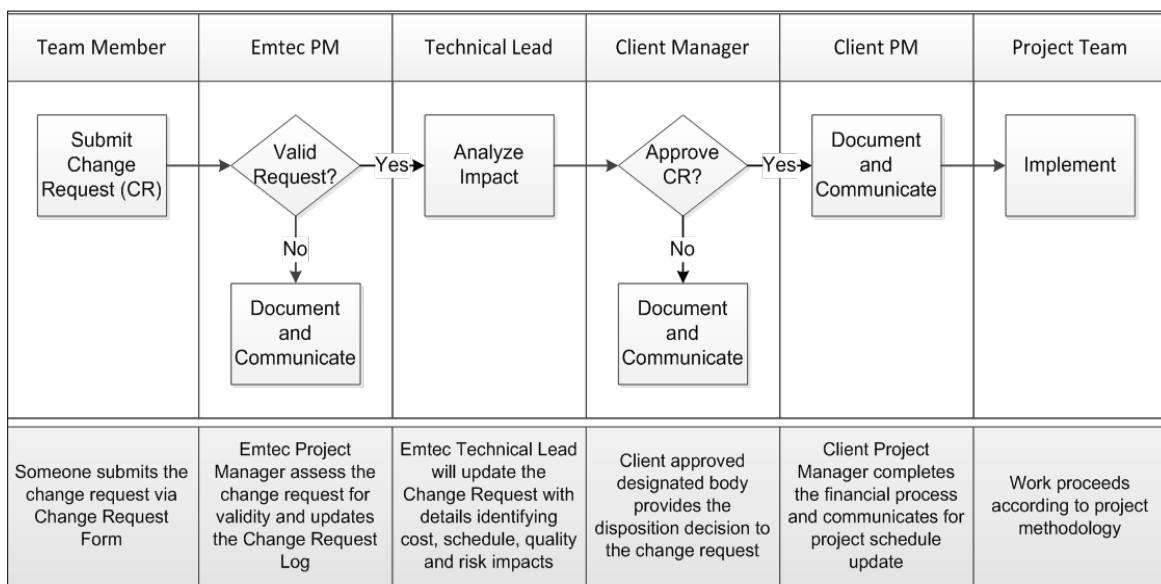 Team Member
Emtec PM
Technical Lead
Client Manager
Client PM
Project Team
Submit
Change
Request (CR)
Valid
Request?
Yes
Analyze
Impact
Approve
CR?
Yes
Document
and
Communicate
Implement
No
No
Document
and
Communicate
Document
and
Communicate
Someone submits the
change request via
Change Request
Form
Emtec Project
Manager assess the
change request for
validity and updates
the Change Request
Log
Emtec Technical Lead
will update the
Change Request with
details identifying
cost, schedule, quality
and risk impacts
Client approved
designated body
provides the
disposition decision to
the change request
Client Project
Manager completes
the financial process
and communicates for
project schedule
update
Work proceeds
according to project
methodology